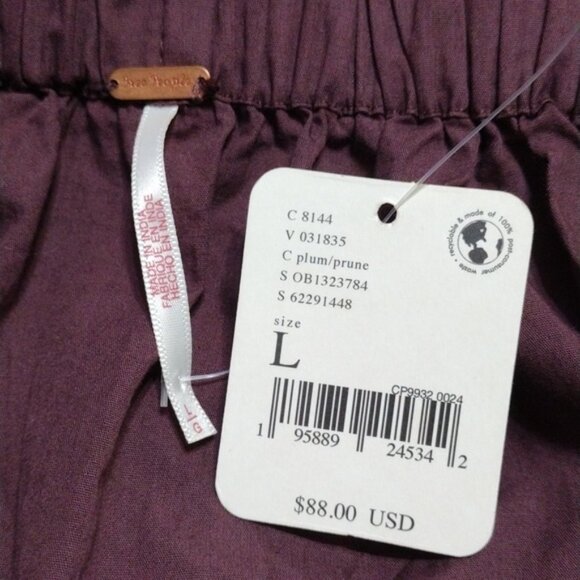 free people
MADE IN INDIA
FABRIQUE EN INDE
HECHO EN INDIA
L/G
C 8144
V 031835
C plum/prune
S OB1323784
S 62291448
size
L
recyclable & made of 100% post-consumer waste
CP9932 0024
1 95889 24534 2
$88.00 USD